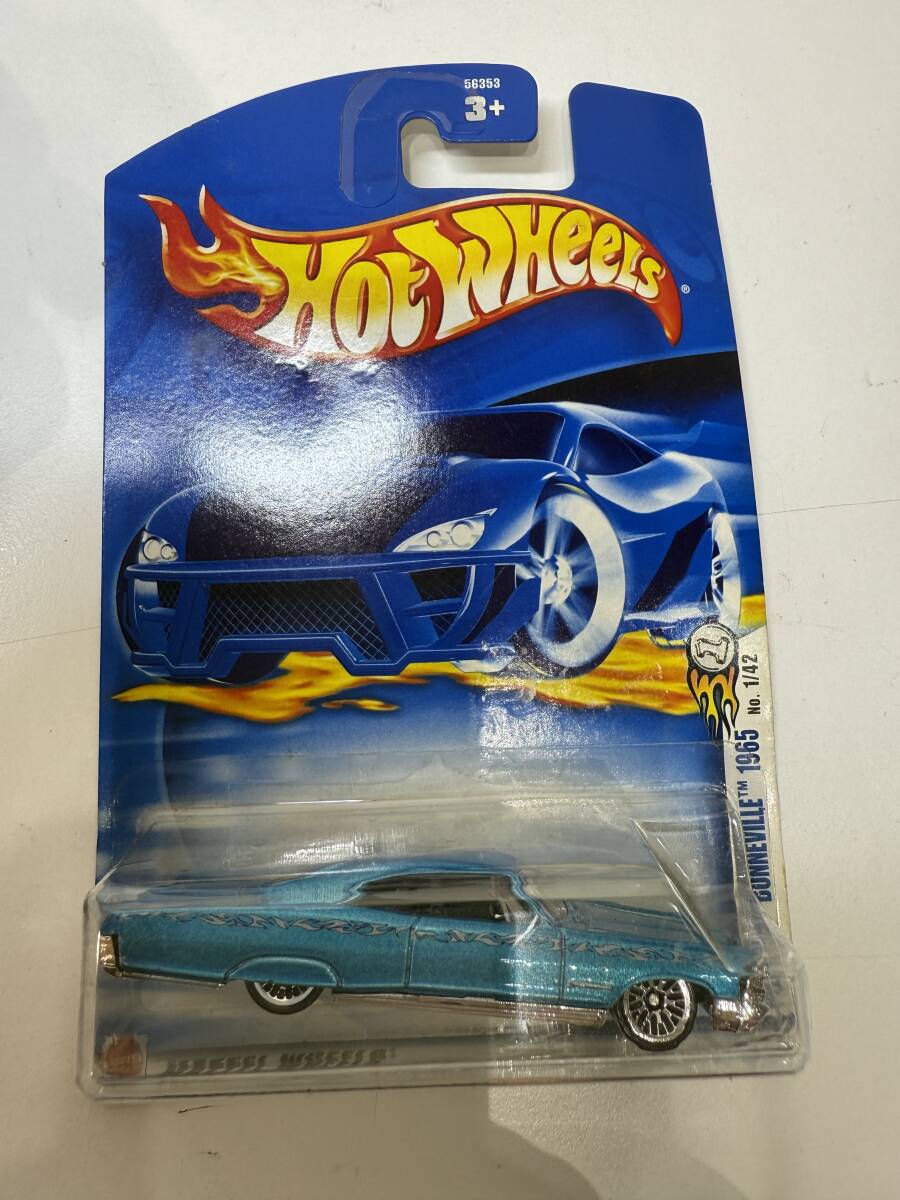 56353
3+
HOT WHEELS ®
BONNEVILLE™ 1965 No. 1/42